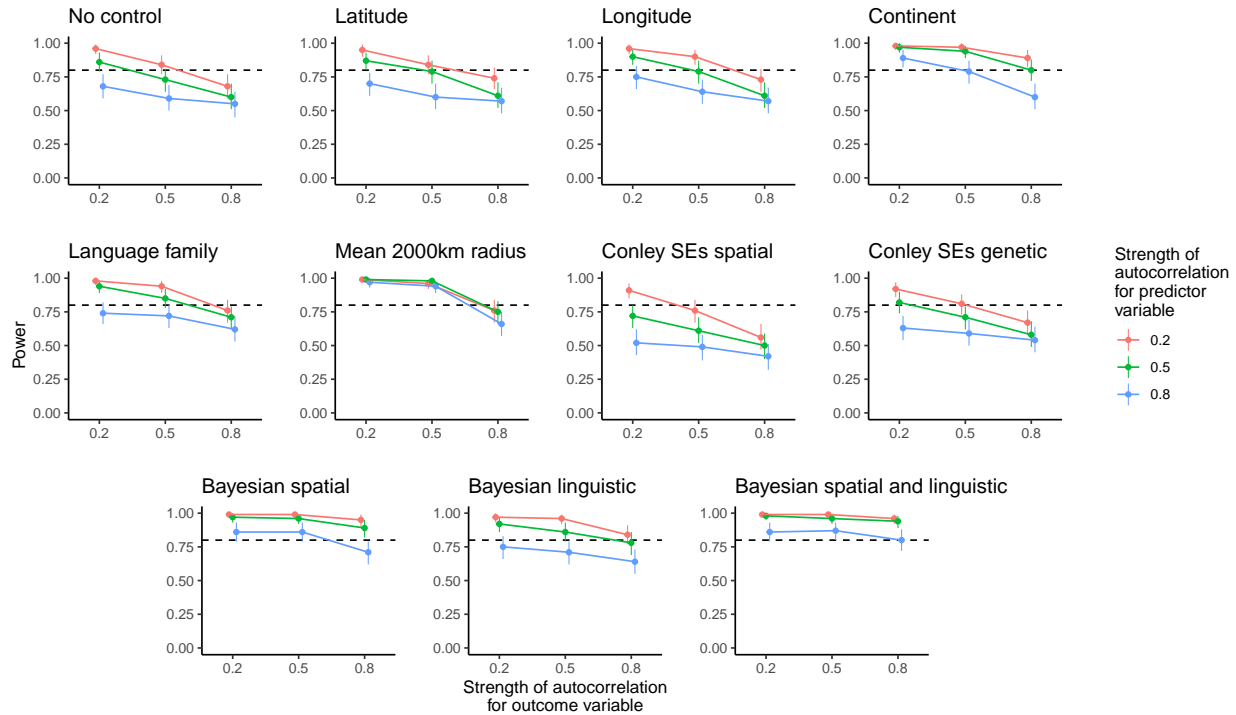 No control
Latitude
Longitude
Continent
1.00
0.75
0.50
0.25
0.00
0.2 0.5 0.8
1.00
0.75
0.50
0.25
0.00
0.2 0.5 0.8
1.00
0.75
0.50
0.25
0.00
0.2 0.5 0.8
1.00
0.75
0.50
0.25
0.00
0.2 0.5 0.8
Language family
Mean 2000km radius
Conley SEs spatial
Conley SEs genetic
Power
1.00
0.75
0.50
0.25
0.00
0.2 0.5 0.8
1.00
0.75
0.50
0.25
0.00
0.2 0.5 0.8
1.00
0.75
0.50
0.25
0.00
0.2 0.5 0.8
1.00
0.75
0.50
0.25
0.00
0.2 0.5 0.8
Strength of
autocorrelation
for predictor
variable
0.2
0.5
0.8
Bayesian spatial
Bayesian linguistic
Bayesian spatial and linguistic
1.00
0.75
0.50
0.25
0.00
0.2 0.5 0.8
1.00
0.75
0.50
0.25
0.00
0.2 0.5 0.8
1.00
0.75
0.50
0.25
0.00
0.2 0.5 0.8
Strength of autocorrelation
for outcome variable